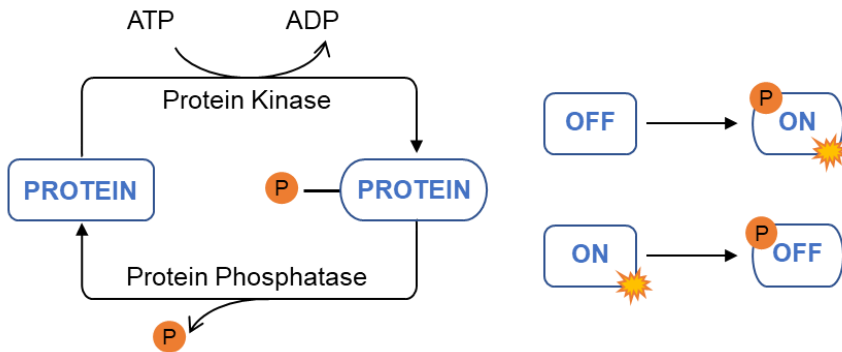 ATP ADP
Protein Kinase
PROTEIN P PROTEIN
Protein Phosphatase
P
OFF P ON
ON P OFF